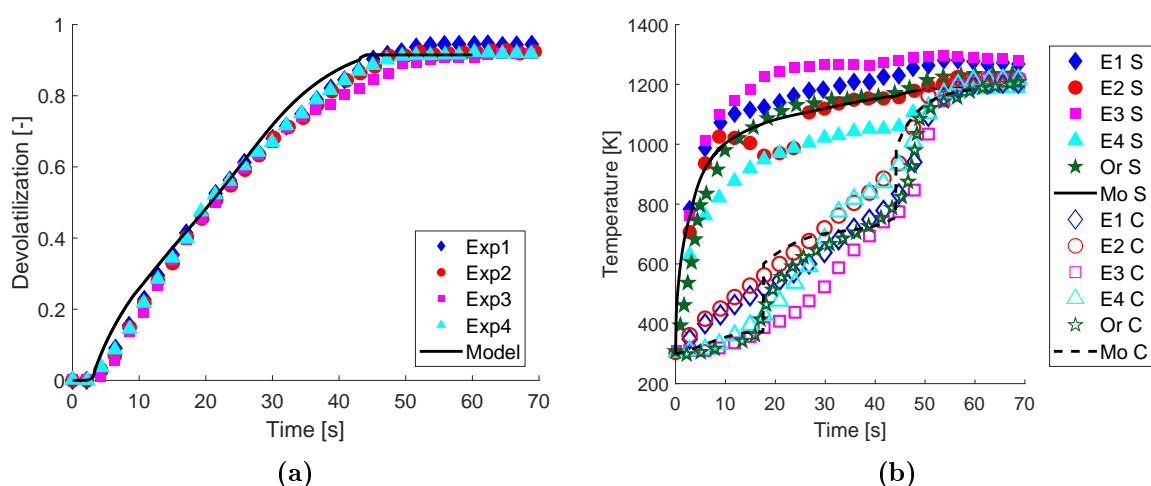 1
0.8
0.6
0.4
0.2
0
Devolatilization [-]
0 10 20 30 40 50 60 70
Time [s]
Exp1
Exp2
Exp3
Exp4
Model
(a)
1400
1200
1000
800
600
400
200
Temperature [K]
0 10 20 30 40 50 60 70
Time [s]
E1 S
E2 S
E3 S
E4 S
Or S
Mo S
E1 C
E2 C
E3 C
E4 C
Or C
Mo C
(b)